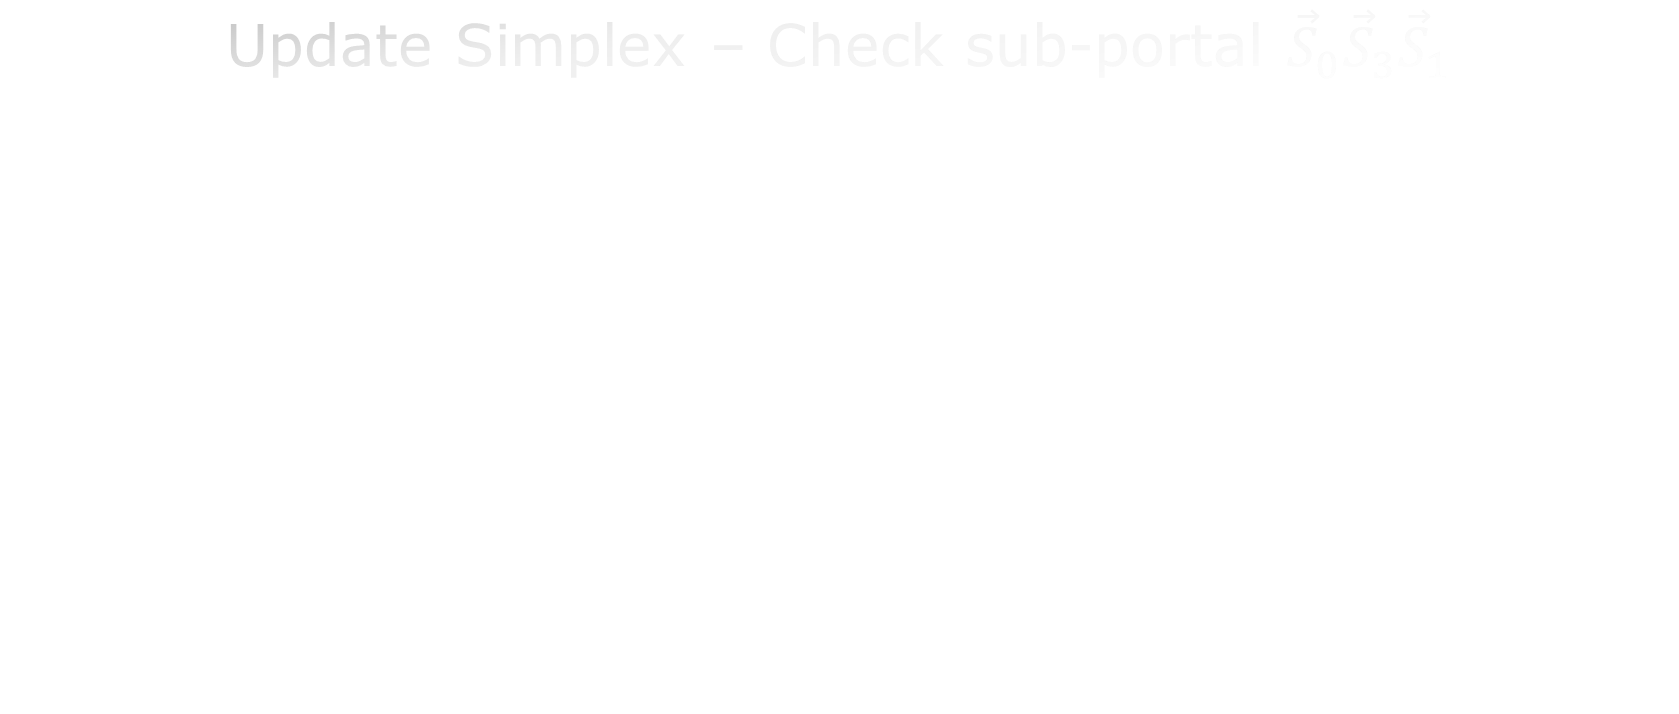 Update Simplex – Check sub-portal S⃗₀S⃗₃S⃗₁